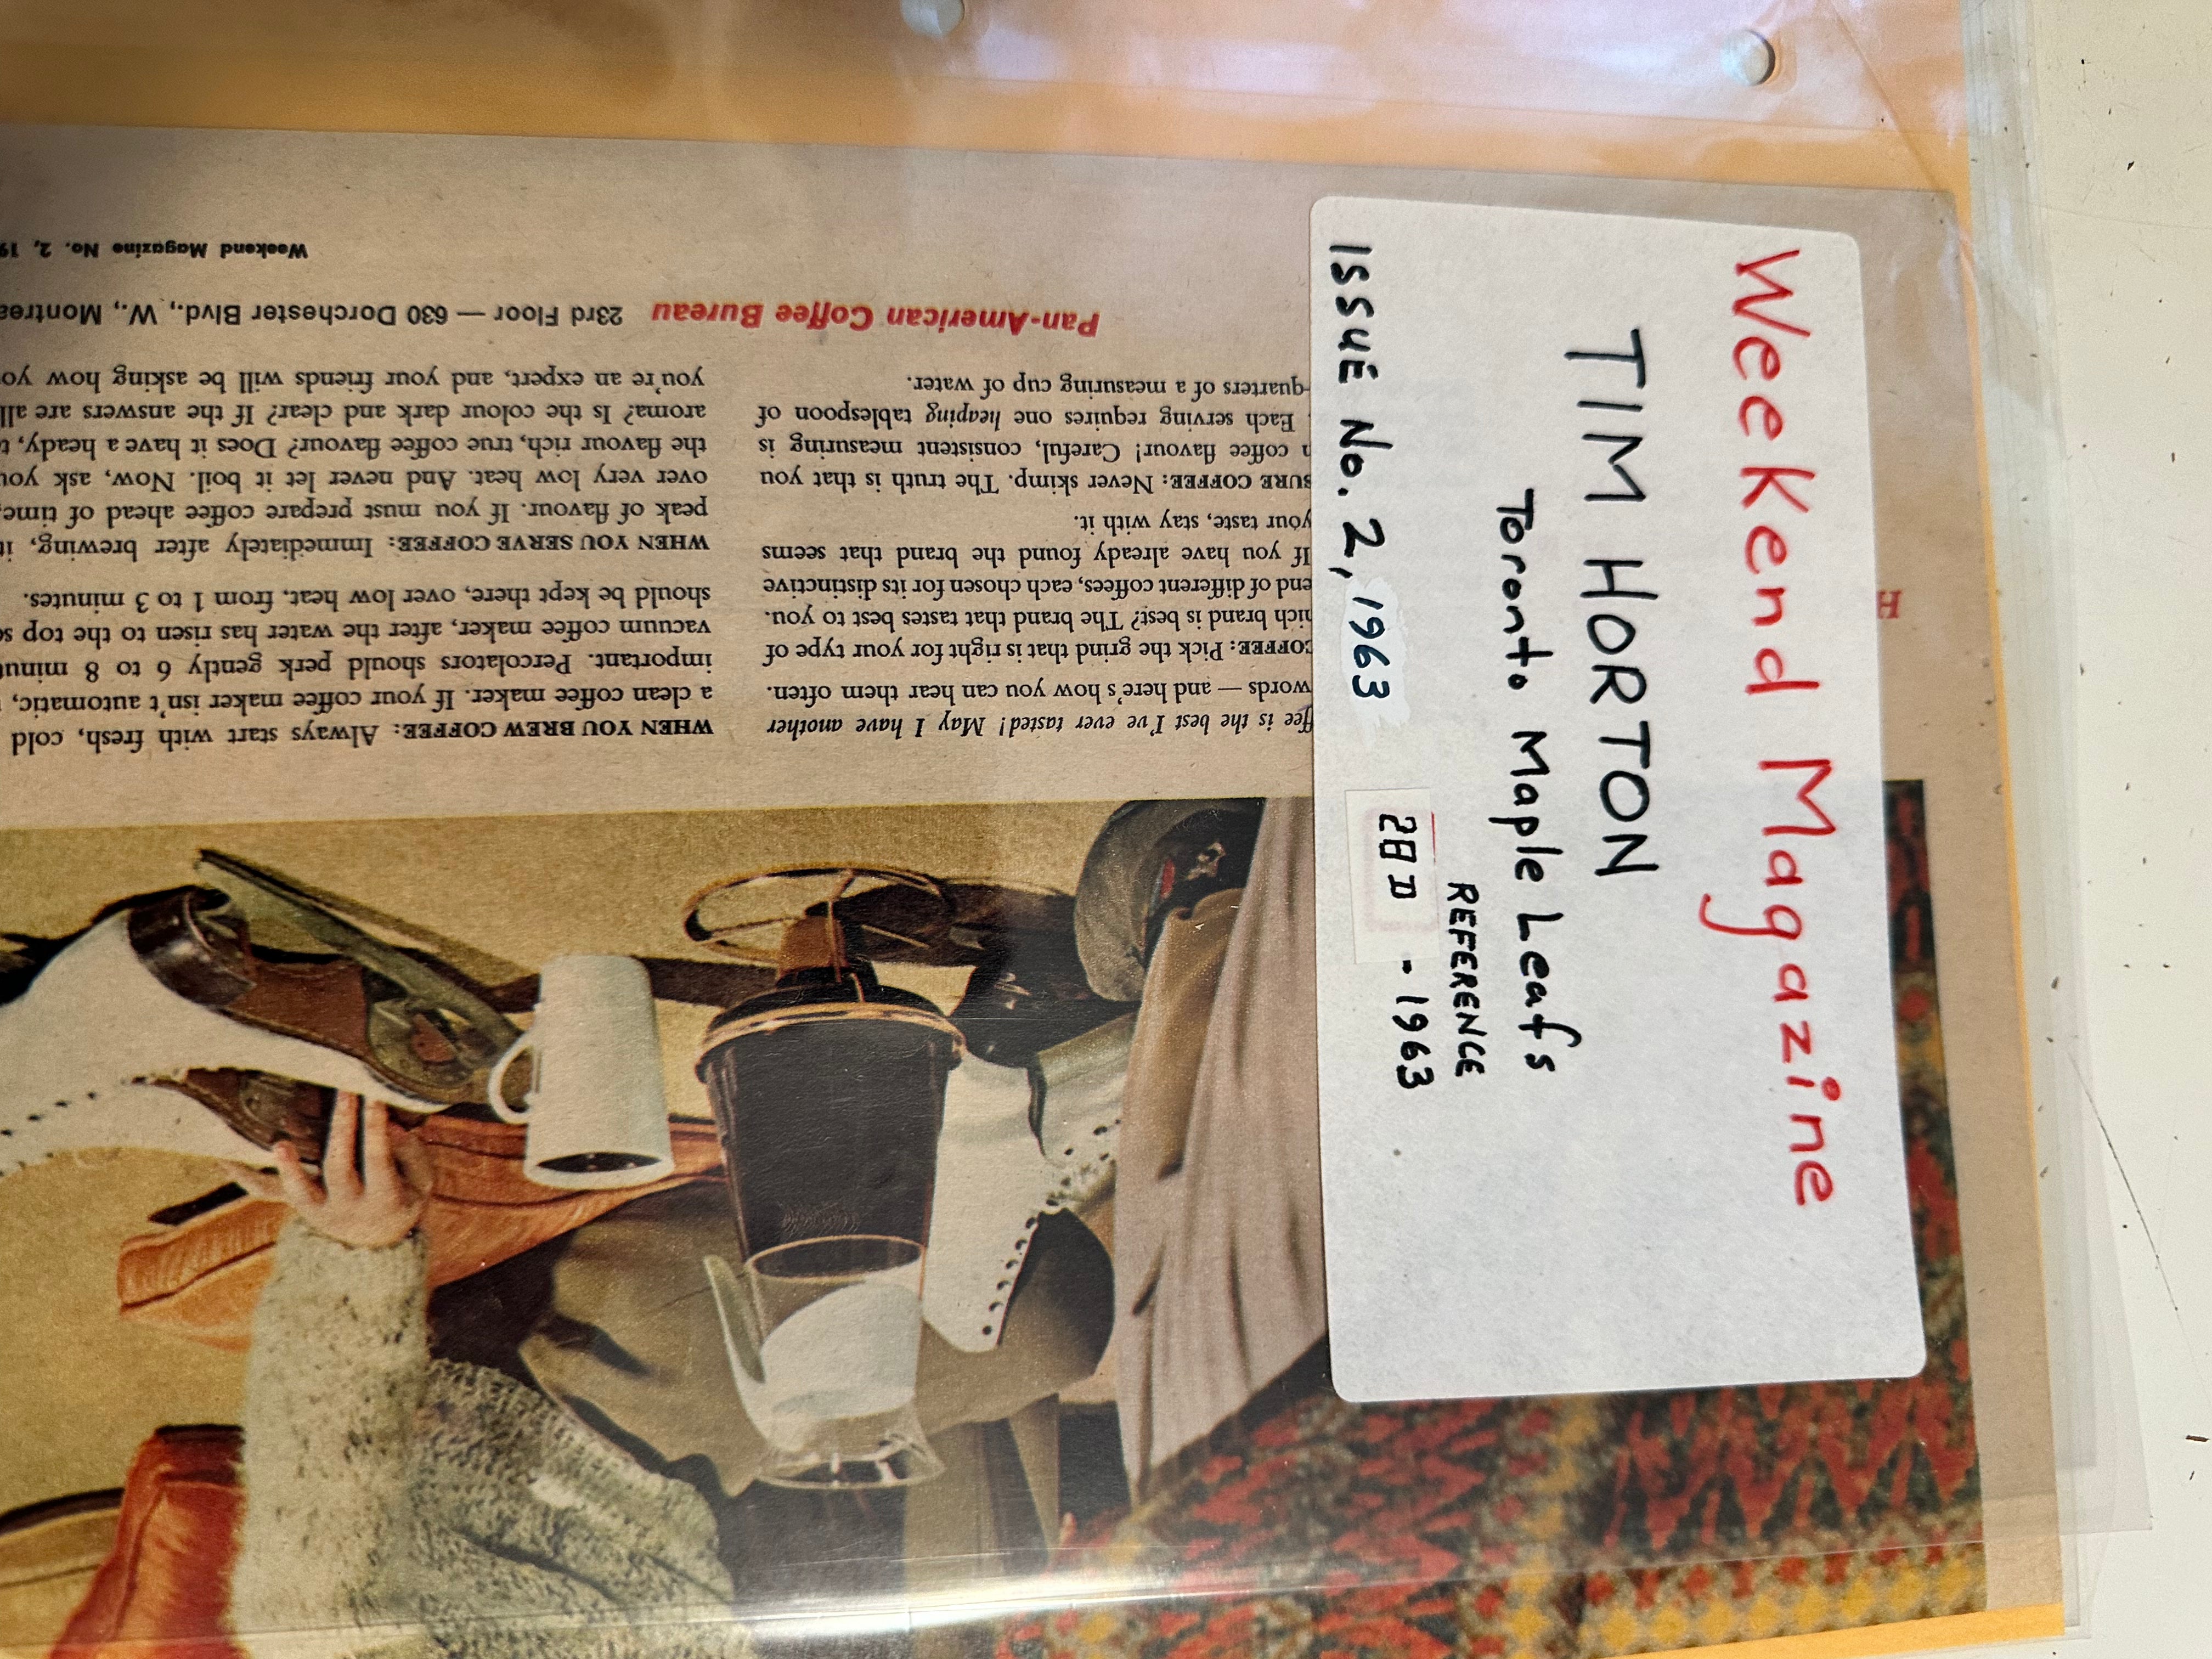 Weekend Magazine
TIM HORTON
Toronto Maple Leafs
REFERENCE
28 D - 1963
ISSUE No. 2, 1963
H
ffee is the best I've ever tasted! May I have another
words — and here's how you can hear them often.
COFFEE: Pick the grind that is right for your type of
hich brand is best? The brand that tastes best to you.
end of different coffees, each chosen for its distinctive
If you have already found the brand that seems
your taste, stay with it.
SURE COFFEE: Never skimp. The truth is that you
n coffee flavour! Careful, consistent measuring is
Each serving requires one heaping tablespoon of
-quarters of a measuring cup of water.
WHEN YOU BREW COFFEE: Always start with fresh, cold
a clean coffee maker. If your coffee maker isn't automatic,
important. Percolators should perk gently 6 to 8 minut
vacuum coffee maker, after the water has risen to the top s
should be kept there, over low heat, from 1 to 3 minutes.
WHEN YOU SERVE COFFEE: Immediately after brewing, it
peak of flavour. If you must prepare coffee ahead of time,
over very low heat. And never let it boil. Now, ask you
the flavour rich, true coffee flavour? Does it have a heady, t
aroma? Is the colour dark and clear? If the answers are all
you're an expert, and your friends will be asking how yo
Pan-American Coffee Bureau 23rd Floor — 630 Dorchester Blvd., W., Montrea
Weekend Magazine No. 2, 19